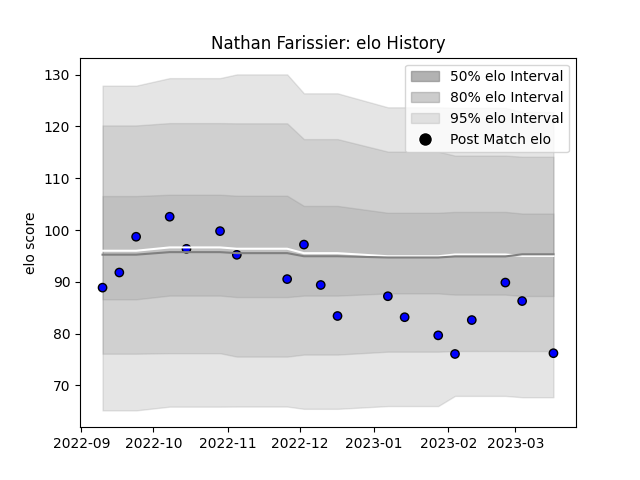 Nathan Farissier: elo History
130
120
110
100
90
80
70
elo score
50% elo Interval
80% elo Interval
95% elo Interval
Post Match elo
2022-09
2022-10
2022-11
2022-12
2023-01
2023-02
2023-03